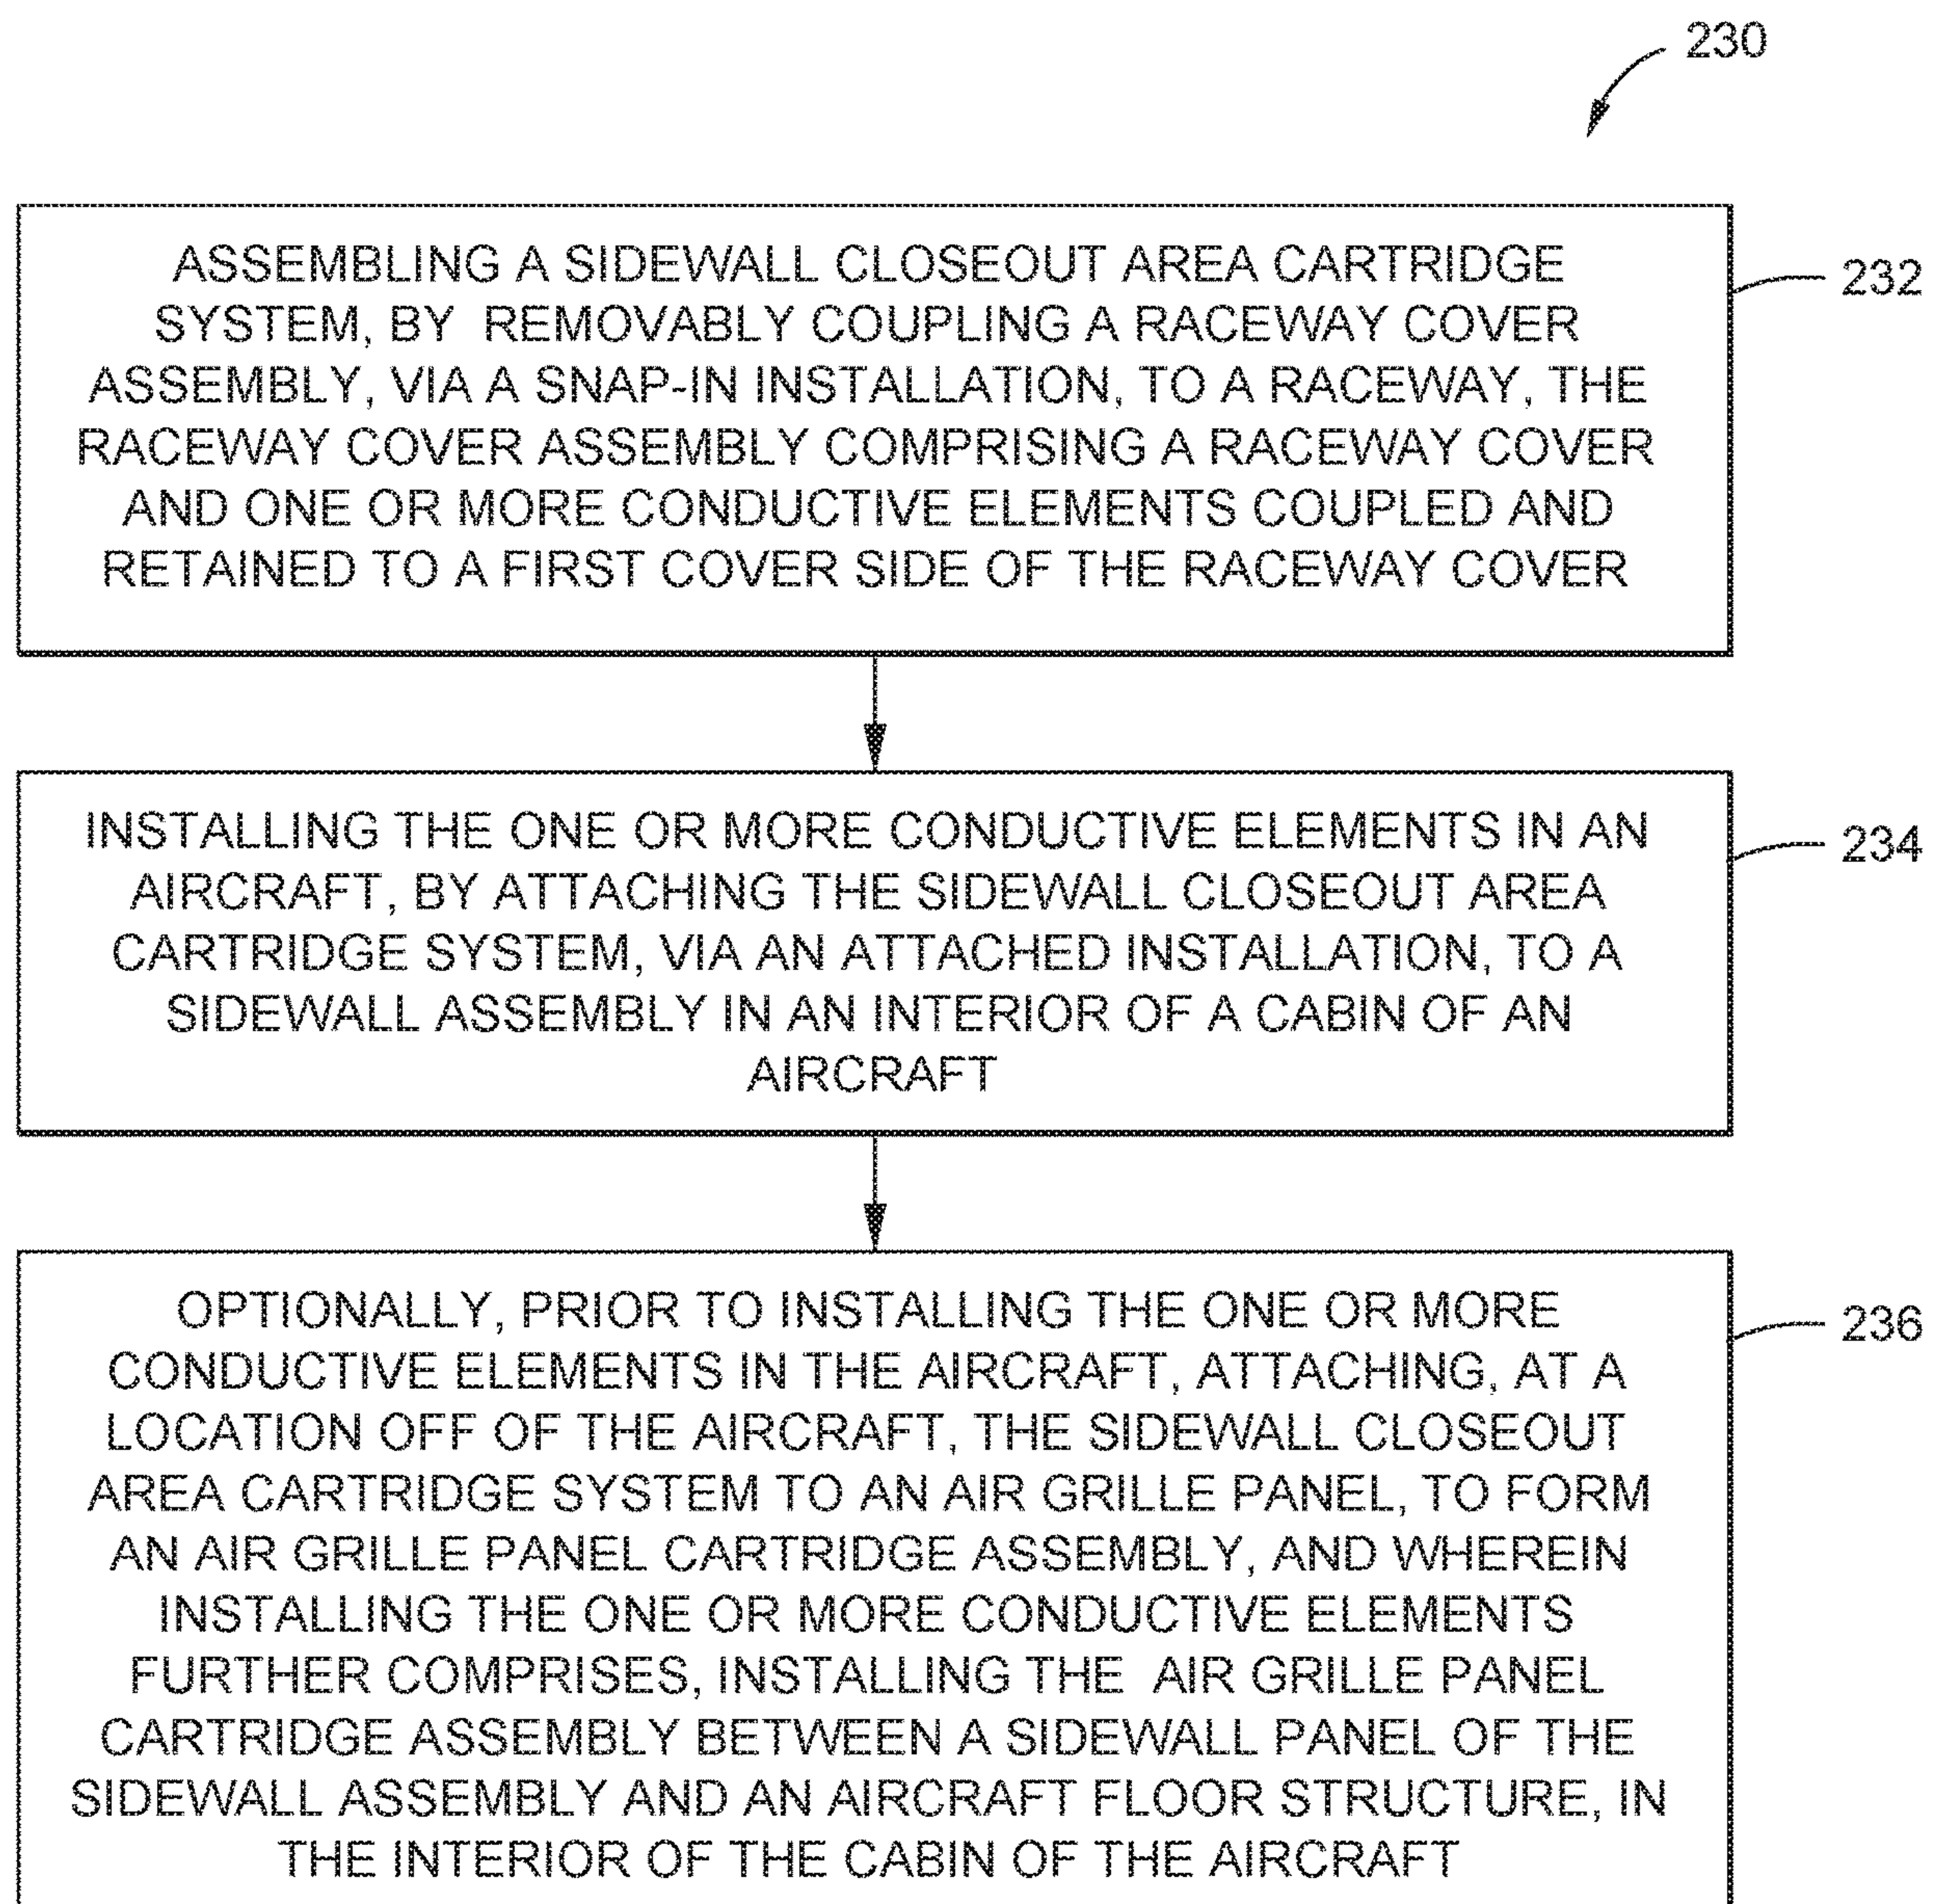 230
ASSEMBLING A SIDEWALL CLOSEOUT AREA CARTRIDGE
SYSTEM, BY REMOVABLY COUPLING A RACEWAY COVER
ASSEMBLY, VIA A SNAP-IN INSTALLATION, TO A RACEWAY, THE
RACEWAY COVER ASSEMBLY COMPRISING A RACEWAY COVER
AND ONE OR MORE CONDUCTIVE ELEMENTS COUPLED AND
RETAINED TO A FIRST COVER SIDE OF THE RACEWAY COVER
232
INSTALLING THE ONE OR MORE CONDUCTIVE ELEMENTS IN AN
AIRCRAFT, BY ATTACHING THE SIDEWALL CLOSEOUT AREA
CARTRIDGE SYSTEM, VIA AN ATTACHED INSTALLATION, TO A
SIDEWALL ASSEMBLY IN AN INTERIOR OF A CABIN OF AN
AIRCRAFT
234
OPTIONALLY, PRIOR TO INSTALLING THE ONE OR MORE
CONDUCTIVE ELEMENTS IN THE AIRCRAFT, ATTACHING, AT A
LOCATION OFF OF THE AIRCRAFT, THE SIDEWALL CLOSEOUT
AREA CARTRIDGE SYSTEM TO AN AIR GRILLE PANEL, TO FORM
AN AIR GRILLE PANEL CARTRIDGE ASSEMBLY, AND WHEREIN
INSTALLING THE ONE OR MORE CONDUCTIVE ELEMENTS
FURTHER COMPRISES, INSTALLING THE AIR GRILLE PANEL
CARTRIDGE ASSEMBLY BETWEEN A SIDEWALL PANEL OF THE
SIDEWALL ASSEMBLY AND AN AIRCRAFT FLOOR STRUCTURE, IN
THE INTERIOR OF THE CABIN OF THE AIRCRAFT
236